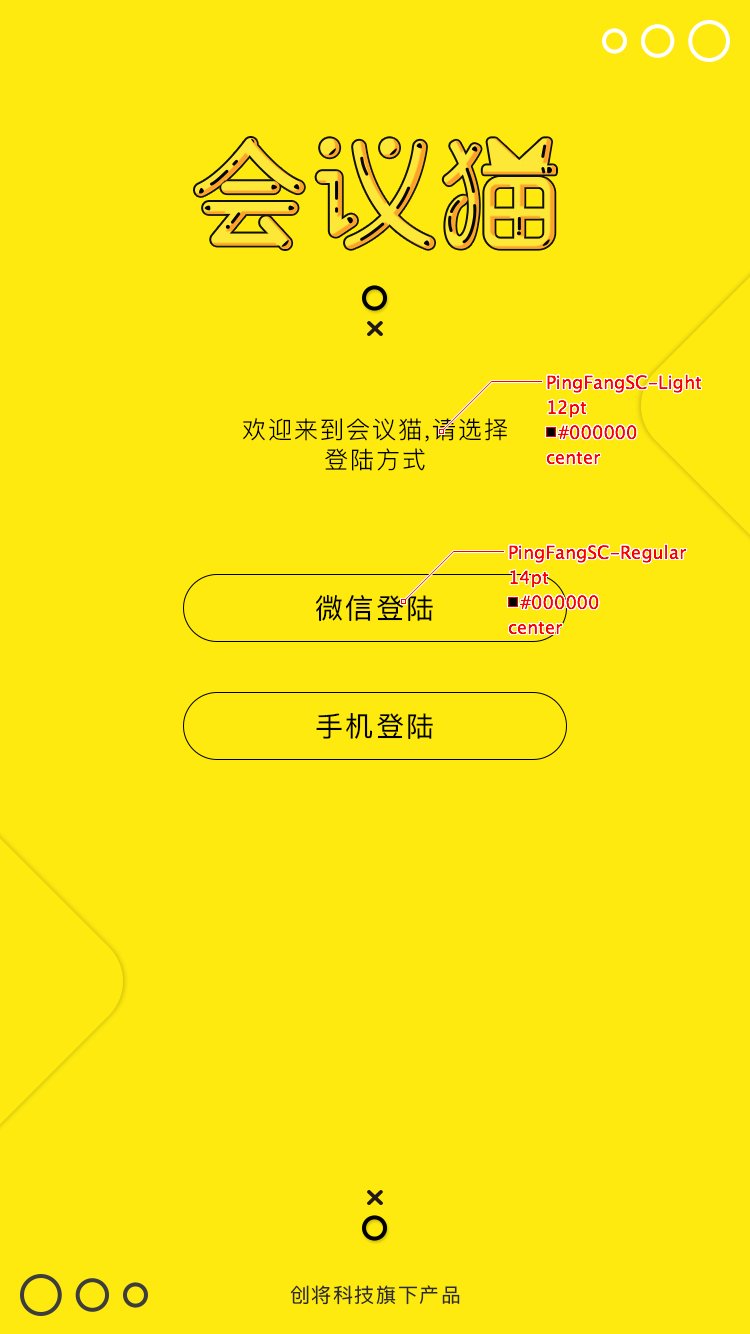 会议猫
PingFangSC-Light
12pt
#000000
center
欢迎来到会议猫,请选择
登陆方式
PingFangSC-Regular
14pt
#000000
center
微信登陆
手机登陆
创将科技旗下产品